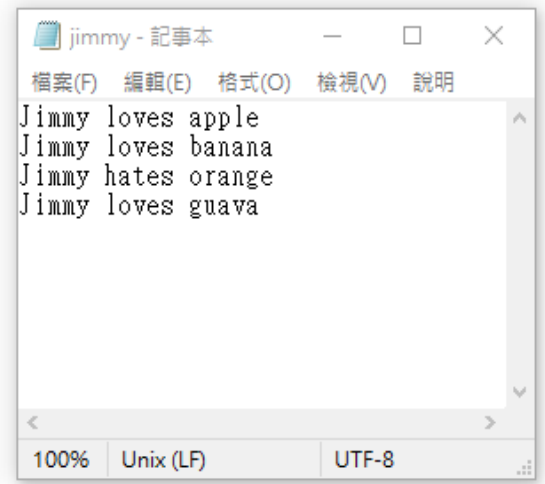 jimmy - 記事本
檔案(F) 編輯(E) 格式(O) 檢視(V) 說明
Jimmy loves apple
Jimmy loves banana
Jimmy hates orange
Jimmy loves guava
100% Unix (LF) UTF-8